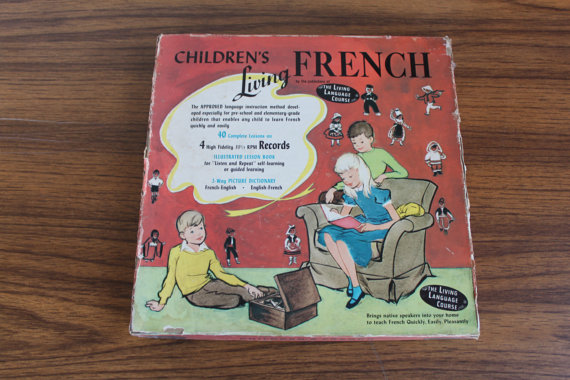 CHILDREN'S
Living FRENCH
by the publishers of
THE LIVING
LANGUAGE
COURSE
The APPROVED language instruction method devel-
oped especially for pre-school and elementary-grade
children that enables any child to learn French
quickly and easily
40 Complete Lessons on
4 High Fidelity 33⅓ RPM Records
ILLUSTRATED LESSON BOOK
for "Listen and Repeat" self-learning
or guided learning
2-Way PICTURE DICTIONARY
French-English • English-French
THE LIVING
LANGUAGE
COURSE
Brings native speakers into your home
to teach French Quickly, Easily, Pleasantly